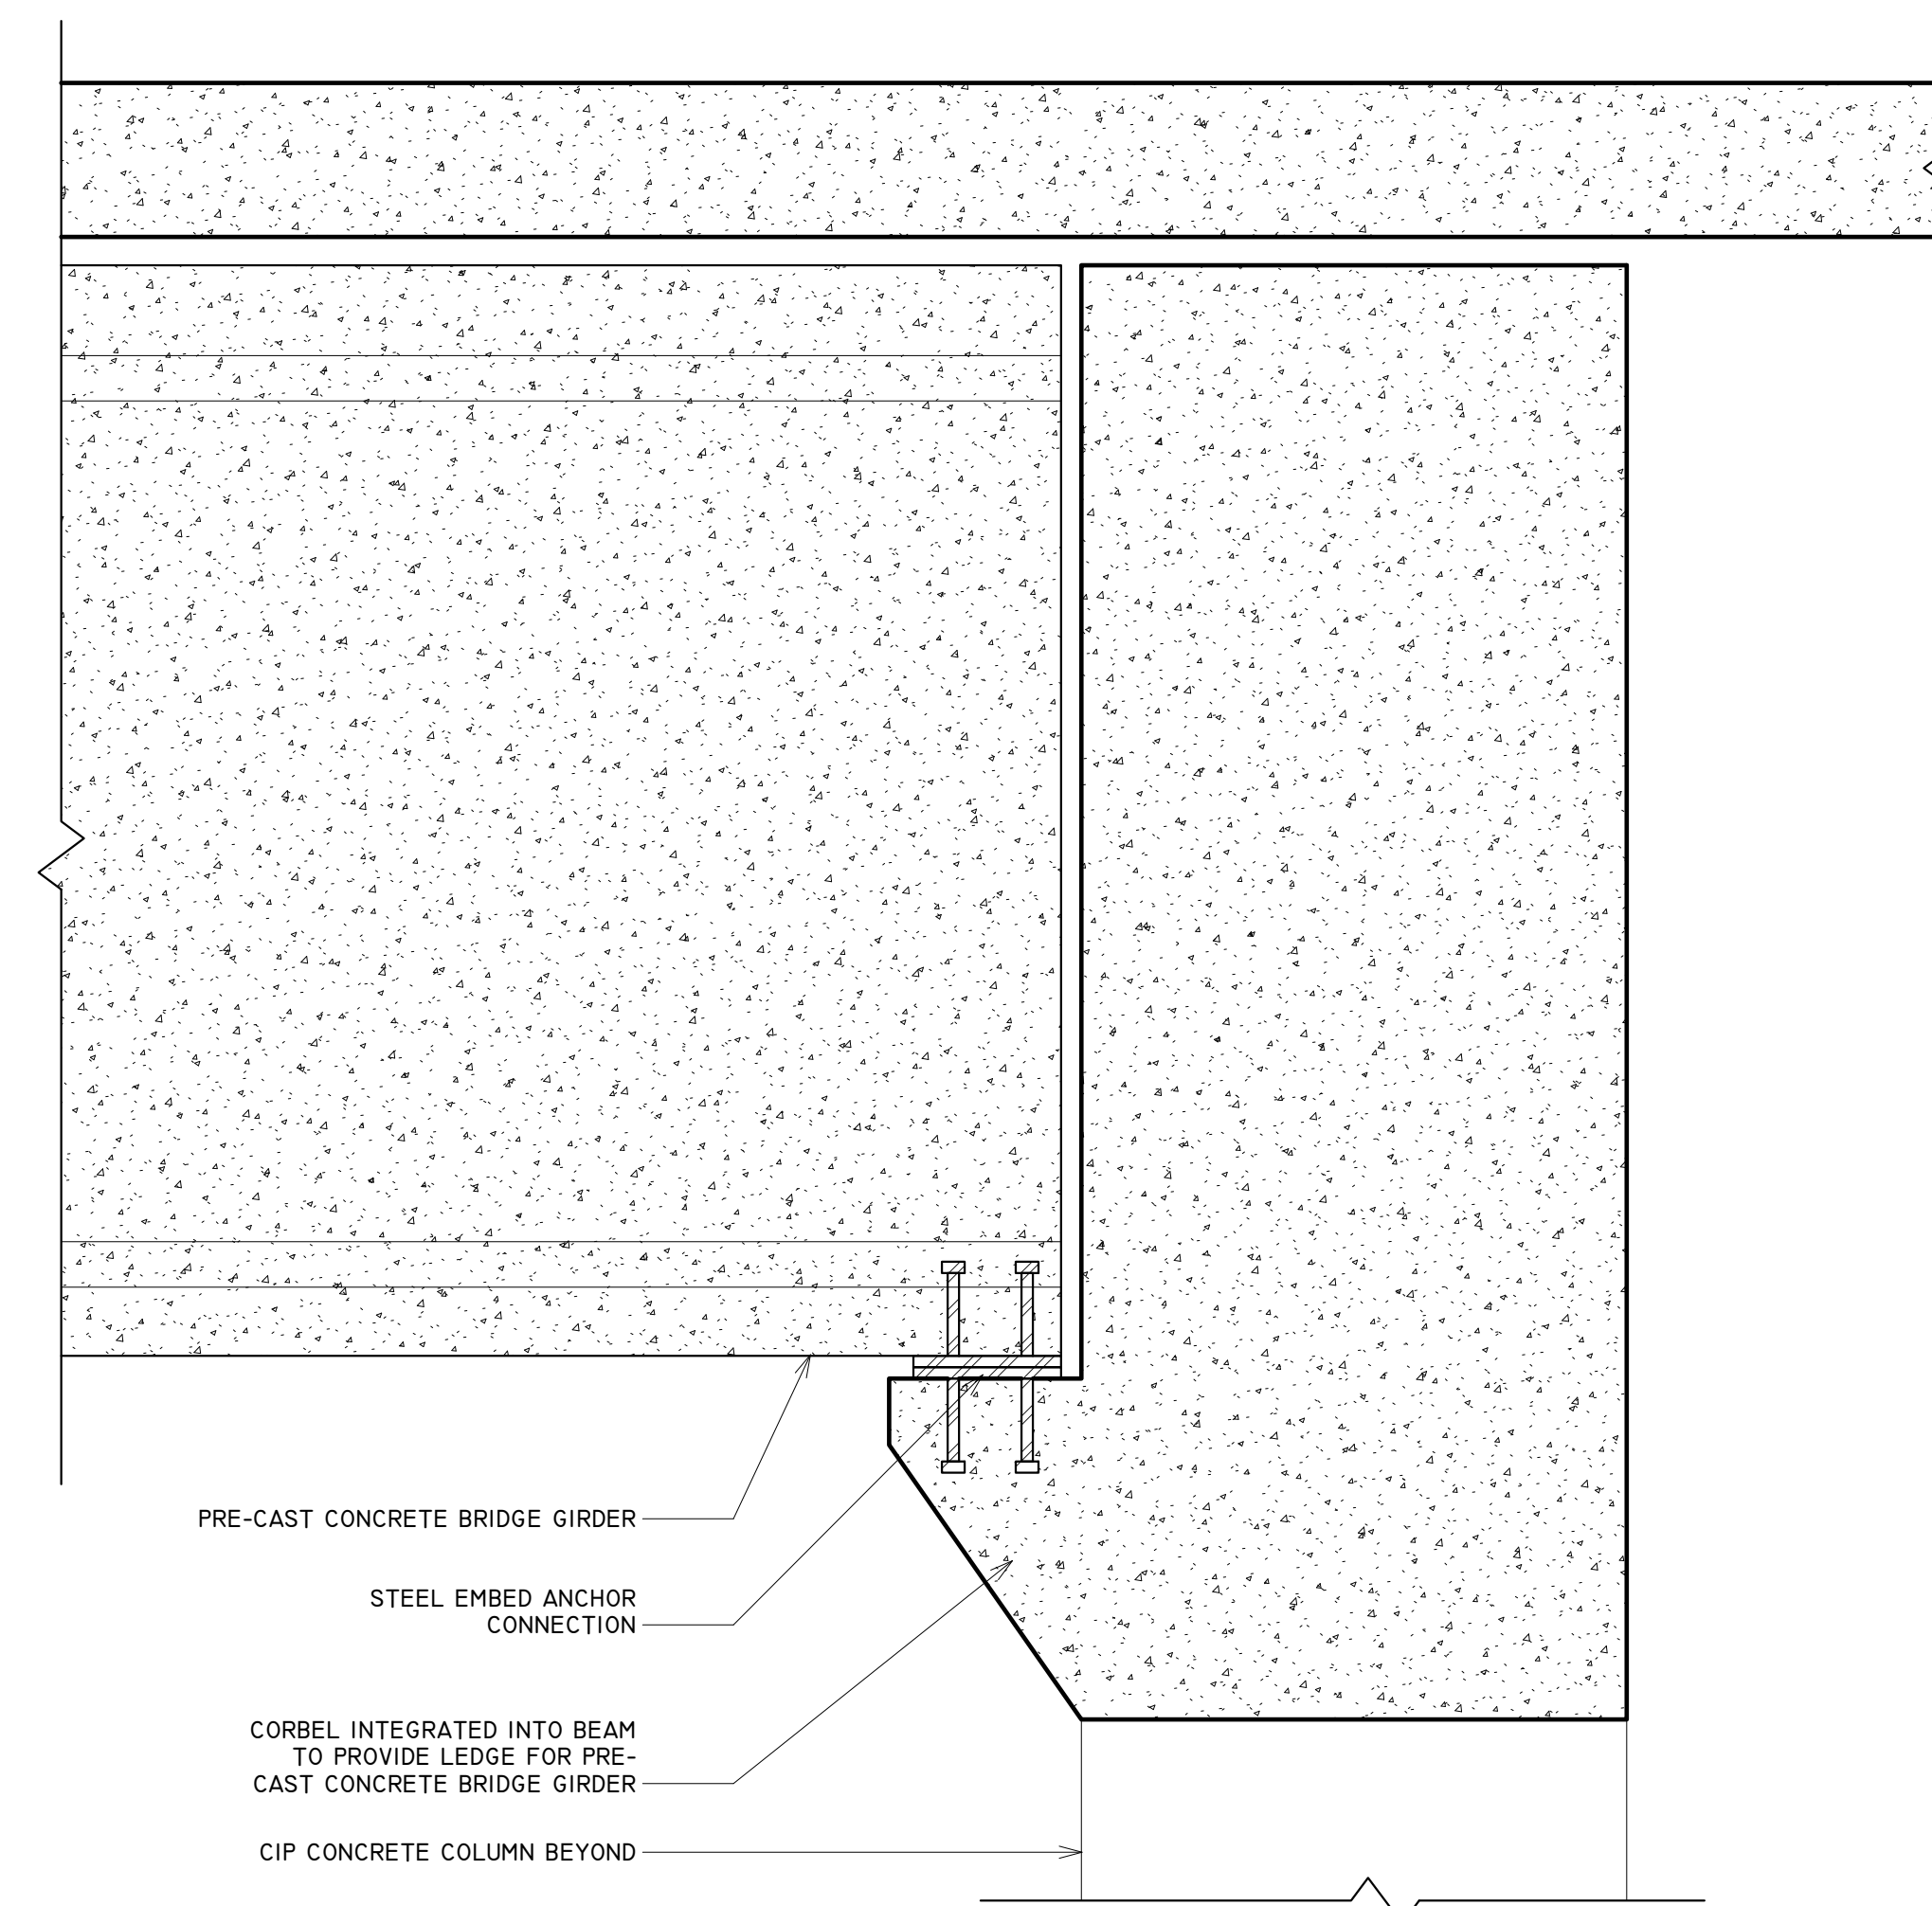 PRE-CAST CONCRETE BRIDGE GIRDER
STEEL EMBED ANCHOR
CONNECTION
CORBEL INTEGRATED INTO BEAM
TO PROVIDE LEDGE FOR PRE-
CAST CONCRETE BRIDGE GIRDER
CIP CONCRETE COLUMN BEYOND